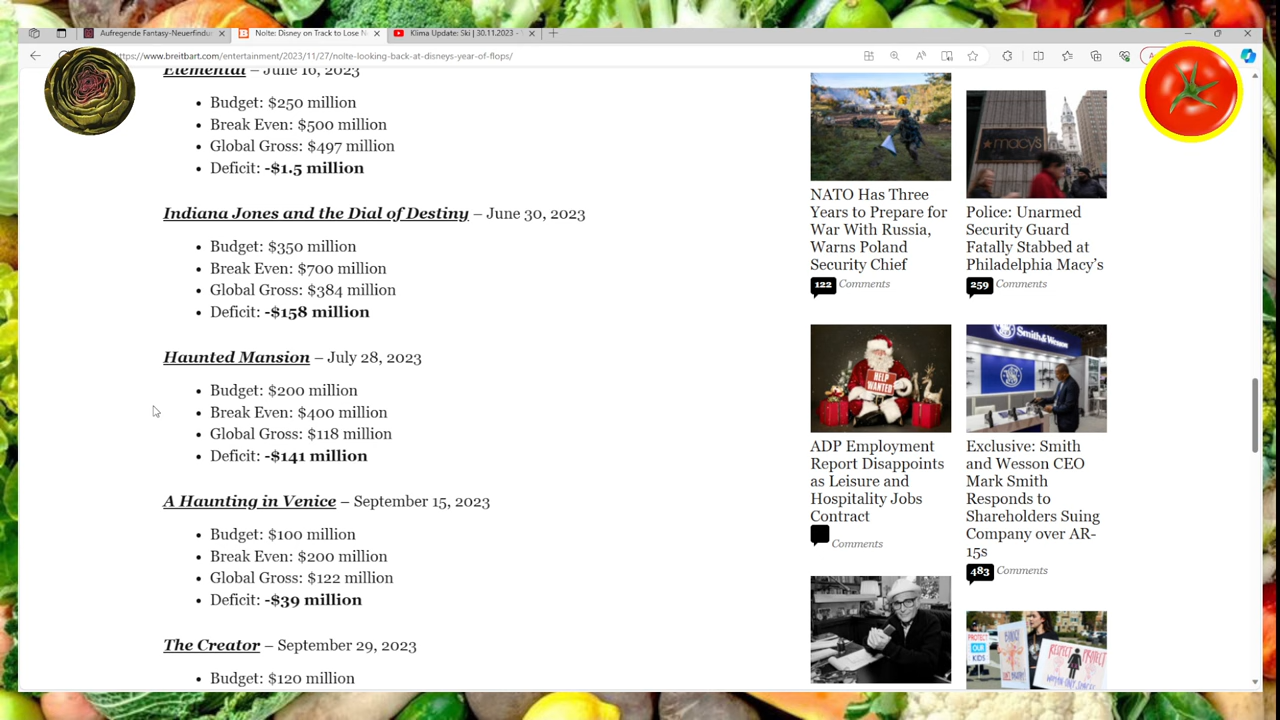 Aufregende Fantasy-Neuerfindun
Nolte: Disney on Track to Lose N
Klima Update: Ski | 30.11.2023 -
https://www.breitbart.com/entertainment/2023/11/27/nolte-looking-back-at-disneys-year-of-flops/
Elemental – June 16, 2023
• Budget: $250 million
• Break Even: $500 million
• Global Gross: $497 million
• Deficit: -$1.5 million
Indiana Jones and the Dial of Destiny – June 30, 2023
• Budget: $350 million
• Break Even: $700 million
• Global Gross: $384 million
• Deficit: -$158 million
Haunted Mansion – July 28, 2023
• Budget: $200 million
• Break Even: $400 million
• Global Gross: $118 million
• Deficit: -$141 million
A Haunting in Venice – September 15, 2023
• Budget: $100 million
• Break Even: $200 million
• Global Gross: $122 million
• Deficit: -$39 million
The Creator – September 29, 2023
• Budget: $120 million
NATO Has Three
Years to Prepare for
War With Russia,
Warns Poland
Security Chief
122 Comments
macy's
Police: Unarmed
Security Guard
Fatally Stabbed at
Philadelphia Macy's
259 Comments
HELP
WANTED
ADP Employment
Report Disappoints
as Leisure and
Hospitality Jobs
Contract
Comments
Smith & Wesson
Exclusive: Smith
and Wesson CEO
Mark Smith
Responds to
Shareholders Suing
Company over AR-
15s
483 Comments
PROTECT
OUR
KIDS